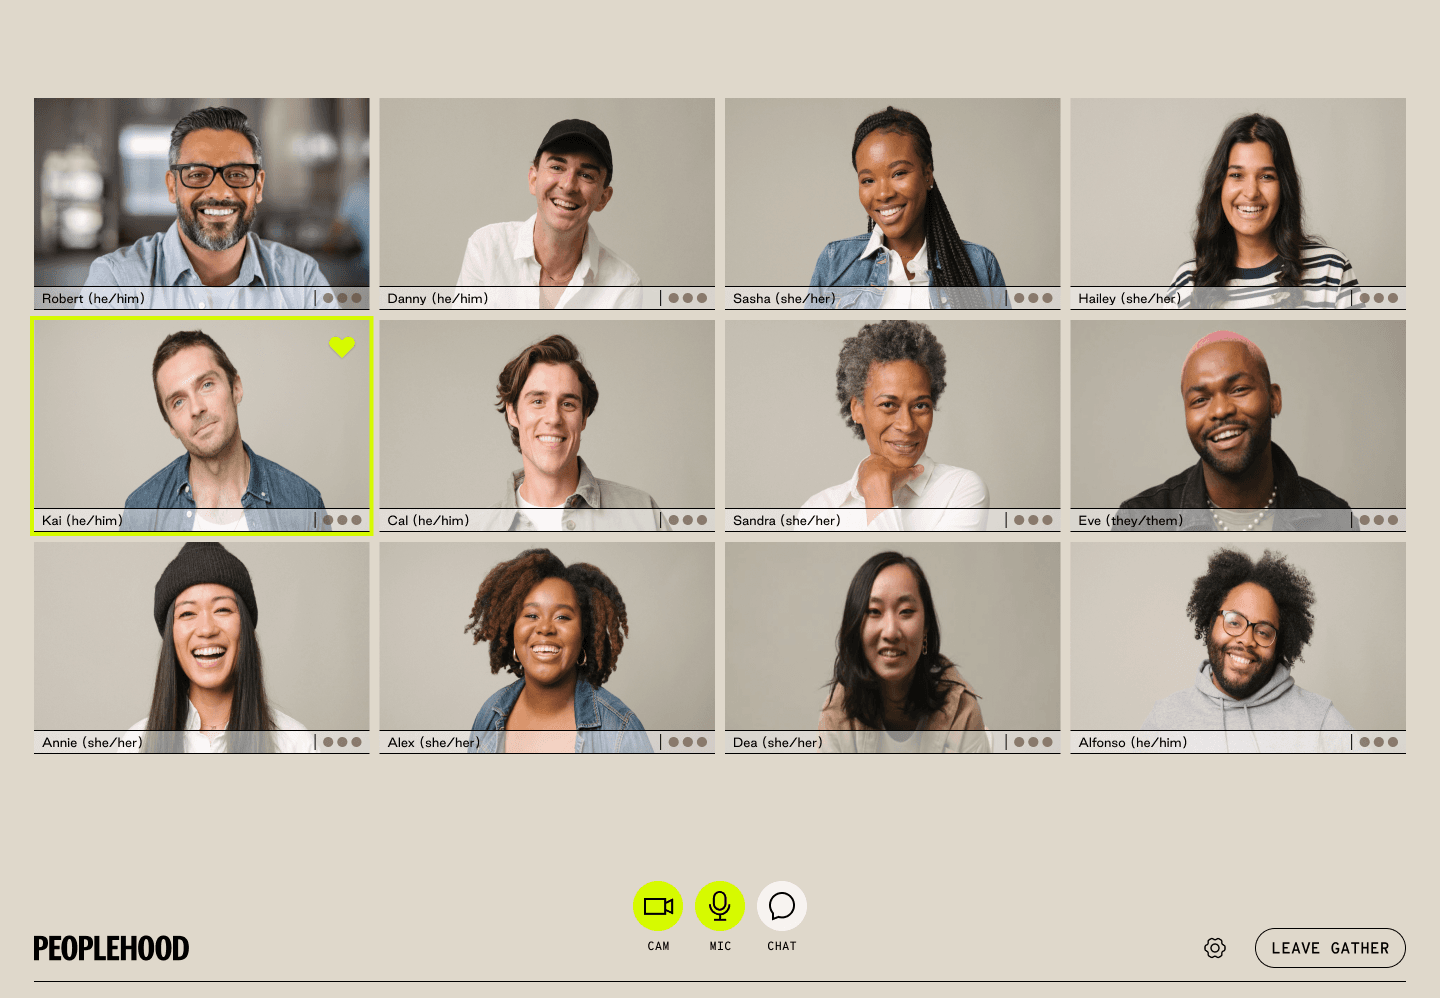 Robert (he/him)
Danny (he/him)
Sasha (she/her)
Hailey (she/her)
Kai (he/him)
Cal (he/him)
Sandra (she/her)
Eve (they/them)
Annie (she/her)
Alex (she/her)
Dea (she/her)
Alfonso (he/him)
CAM
MIC
CHAT
PEOPLEHOOD
LEAVE GATHER